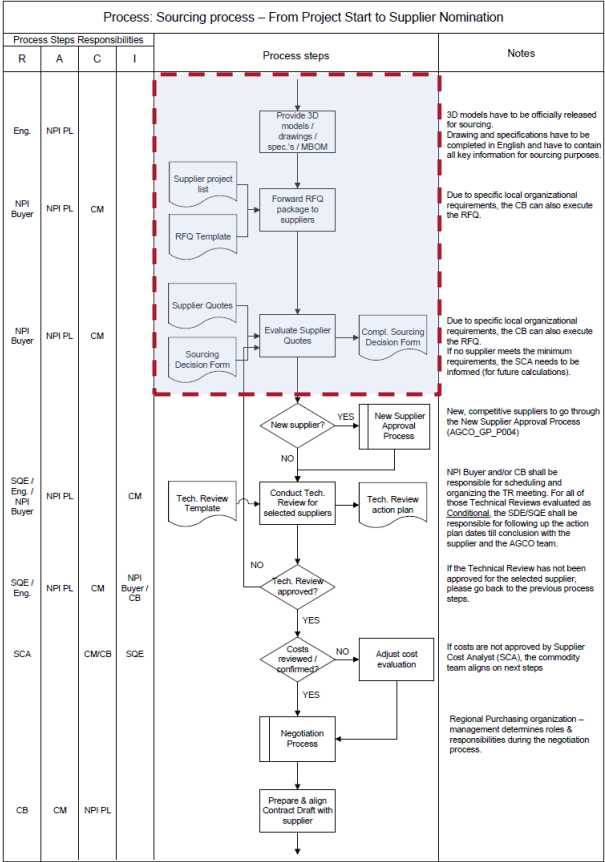 Process: Sourcing process – From Project Start to Supplier Nomination
Process Steps Responsibilities
Process steps
Notes
R
A
C
I
Eng.
NPI PL
Provide 3D
models /
drawings /
spec.'s / MBOM
3D models have to be officially released
for sourcing.
Drawing and specifications have to be
completed in English and have to contain
all key information for sourcing purposes.
NPI
Buyer
NPI PL
CM
Supplier project
list
RFQ Template
Forward RFQ
package to
suppliers
Due to specific local organizational
requirements, the CB can also execute
the RFQ.
NPI
Buyer
NPI PL
CM
Supplier Quotes
Sourcing
Decision Form
Evaluate Supplier
Quotes
Compl. Sourcing
Decision Form
Due to specific local organizational
requirements, the CB can also execute
the RFQ.
If no supplier meets the minimum
requirements, the SCA needs to be
informed (for future calculations).
New supplier?
YES
New Supplier
Approval
Process
NO
New, competitive suppliers to go through
the New Supplier Approval Process
(AGCO_GP_P004)
SQE /
Eng. /
NPI
Buyer
NPI PL
CM
Tech. Review
Template
Conduct Tech.
Review for
selected suppliers
Tech. Review
action plan
NPI Buyer and/or CB shall be
responsible for scheduling and
organizing the TR meeting. For all of
those Technical Reviews evaluated as
Conditional, the SDE/SQE shall be
responsible for following up the action
plan dates till conclusion with the
supplier and the AGCO team.
SQE /
Eng.
NPI PL
CM
NPI
Buyer /
CB
NO
Tech. Review
approved?
YES
If the Technical Review has not been
approved for the selected supplier,
please go back to the previous process
steps.
SCA
CM/CB
SQE
Costs
reviewed /
confirmed?
NO
Adjust cost
evaluation
YES
If costs are not approved by Supplier
Cost Analyst (SCA), the commodity
team aligns on next steps
Negotiation
Process
Regional Purchasing organization –
management determines roles &
responsibilities during the negotiation
process.
CB
CM
NPI PL
Prepare & align
Contract Draft with
supplier